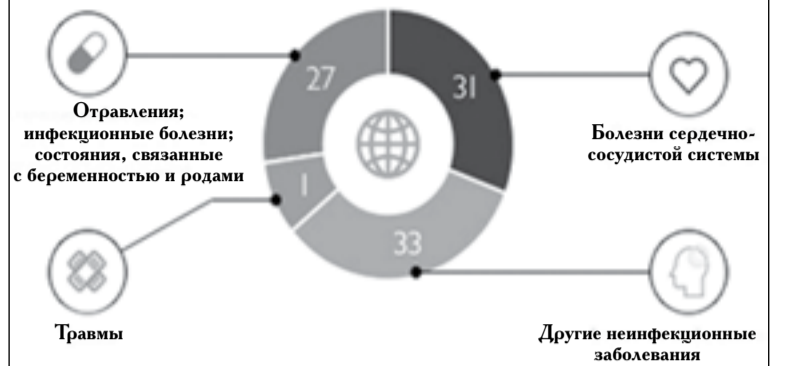 27
31
1
33
Отравления;
инфекционные болезни;
состояния, связанные
с беременностью и родами
Болезни сердечно-
сосудистой системы
Травмы
Другие неинфекционные
заболевания